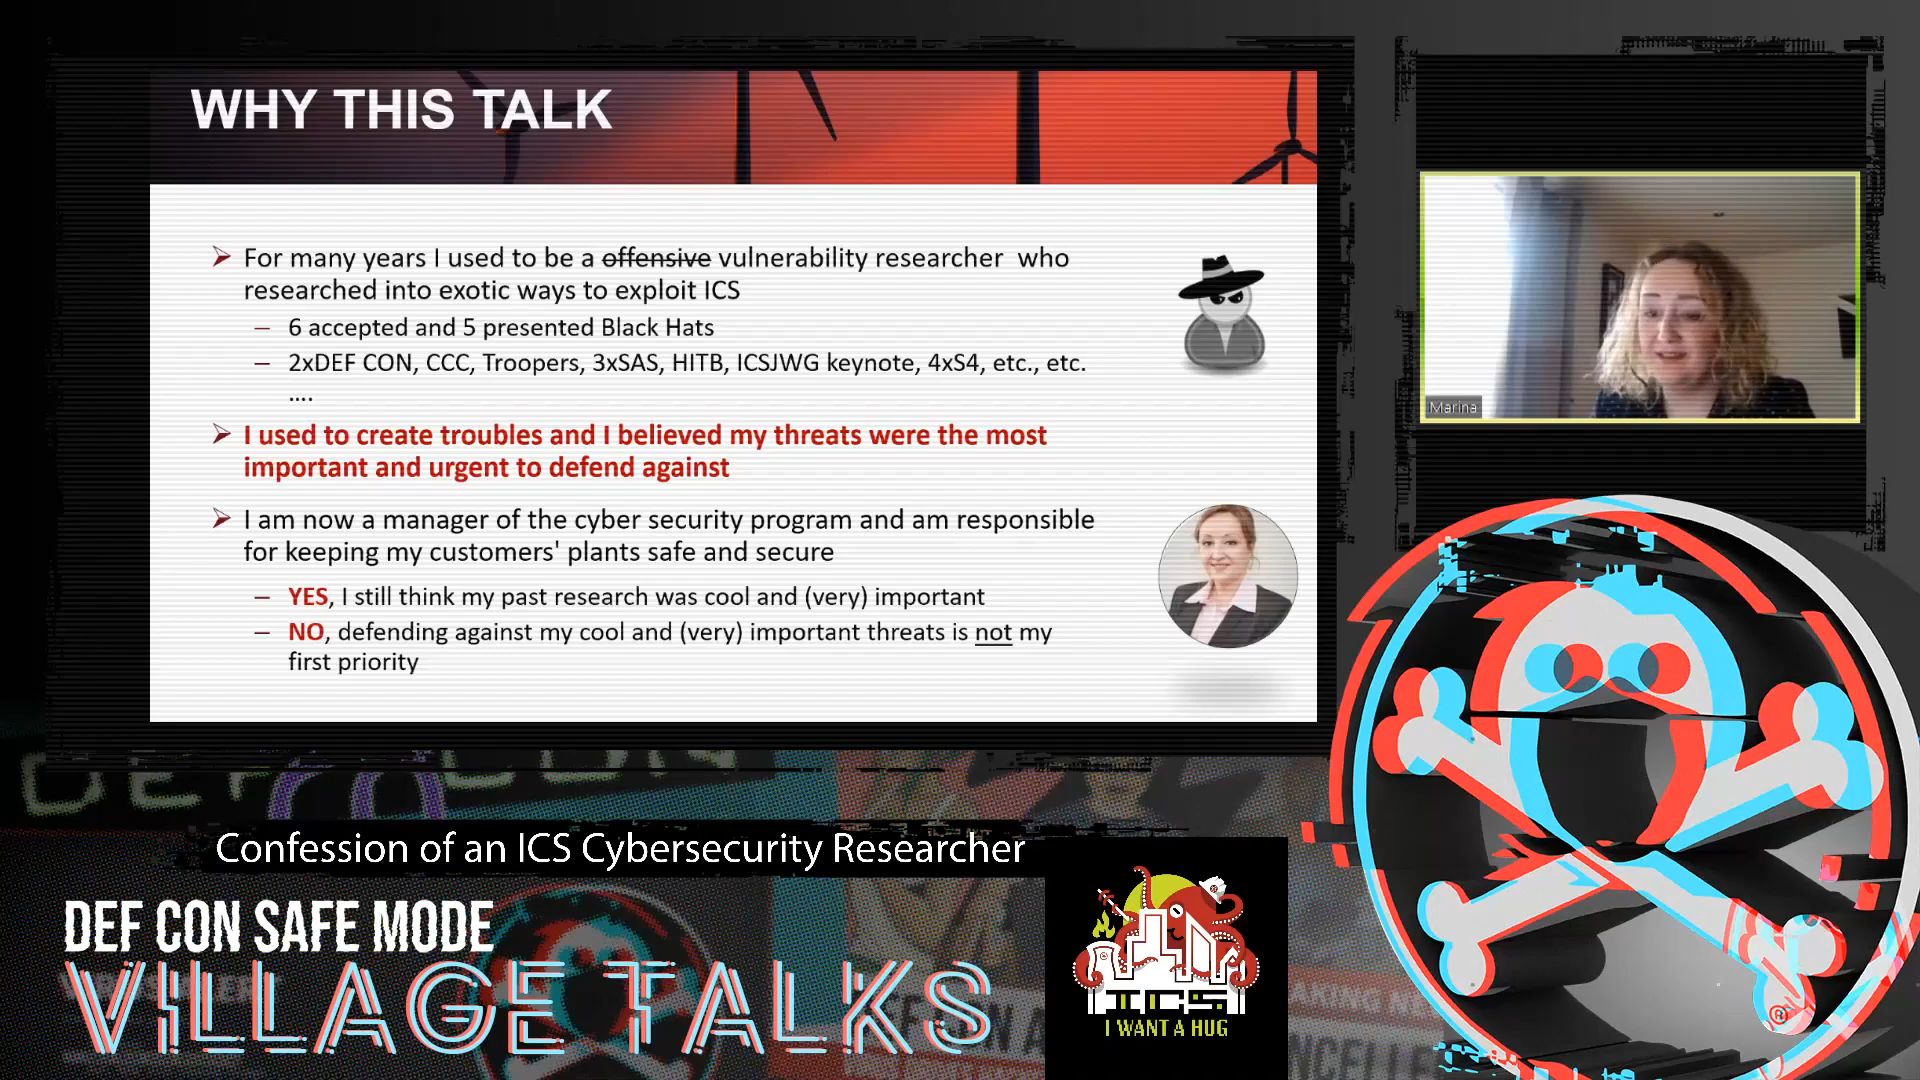 WHY THIS TALK
For many years I used to be a offensive vulnerability researcher who
researched into exotic ways to exploit ICS
– 6 accepted and 5 presented Black Hats
– 2xDEF CON, CCC, Troopers, 3xSAS, HITB, ICSJWG keynote, 4xS4, etc., etc.
....
I used to create troubles and I believed my threats were the most
important and urgent to defend against
I am now a manager of the cyber security program and am responsible
for keeping my customers' plants safe and secure
– YES, I still think my past research was cool and (very) important
– NO, defending against my cool and (very) important threats is not my
first priority
Marina
DEF CON
Confession of an ICS Cybersecurity Researcher
DEF CON SAFE MODE
VILLAGE TALKS
ICS
I WANT A HUG
®